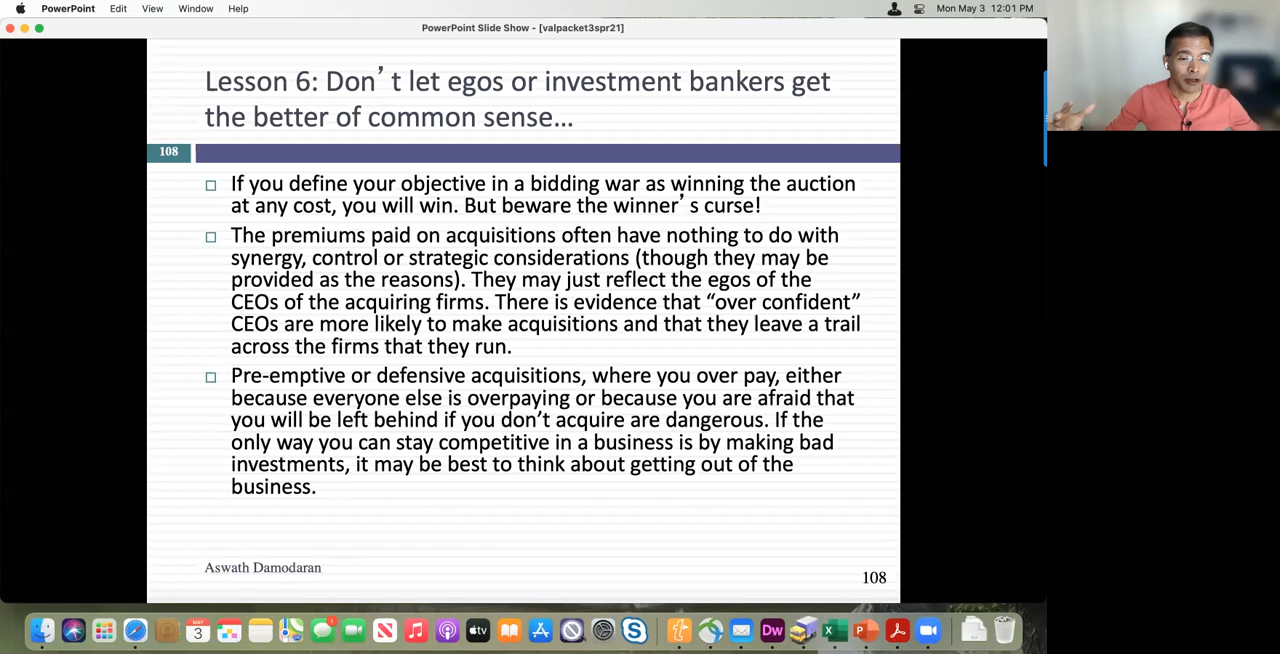 PowerPoint Edit View Window Help Mon May 3 12:01 PM
PowerPoint Slide Show - [valpacket3spr21]
Lesson 6: Don’t let egos or investment bankers get
the better of common sense…
108
If you define your objective in a bidding war as winning the auction
at any cost, you will win. But beware the winner’s curse!
The premiums paid on acquisitions often have nothing to do with
synergy, control or strategic considerations (though they may be
provided as the reasons). They may just reflect the egos of the
CEOs of the acquiring firms. There is evidence that “over confident”
CEOs are more likely to make acquisitions and that they leave a trail
across the firms that they run.
Pre-emptive or defensive acquisitions, where you over pay, either
because everyone else is overpaying or because you are afraid that
you will be left behind if you don’t acquire are dangerous. If the
only way you can stay competitive in a business is by making bad
investments, it may be best to think about getting out of the
business.
Aswath Damodaran
108
MAY
3
tv
Dw